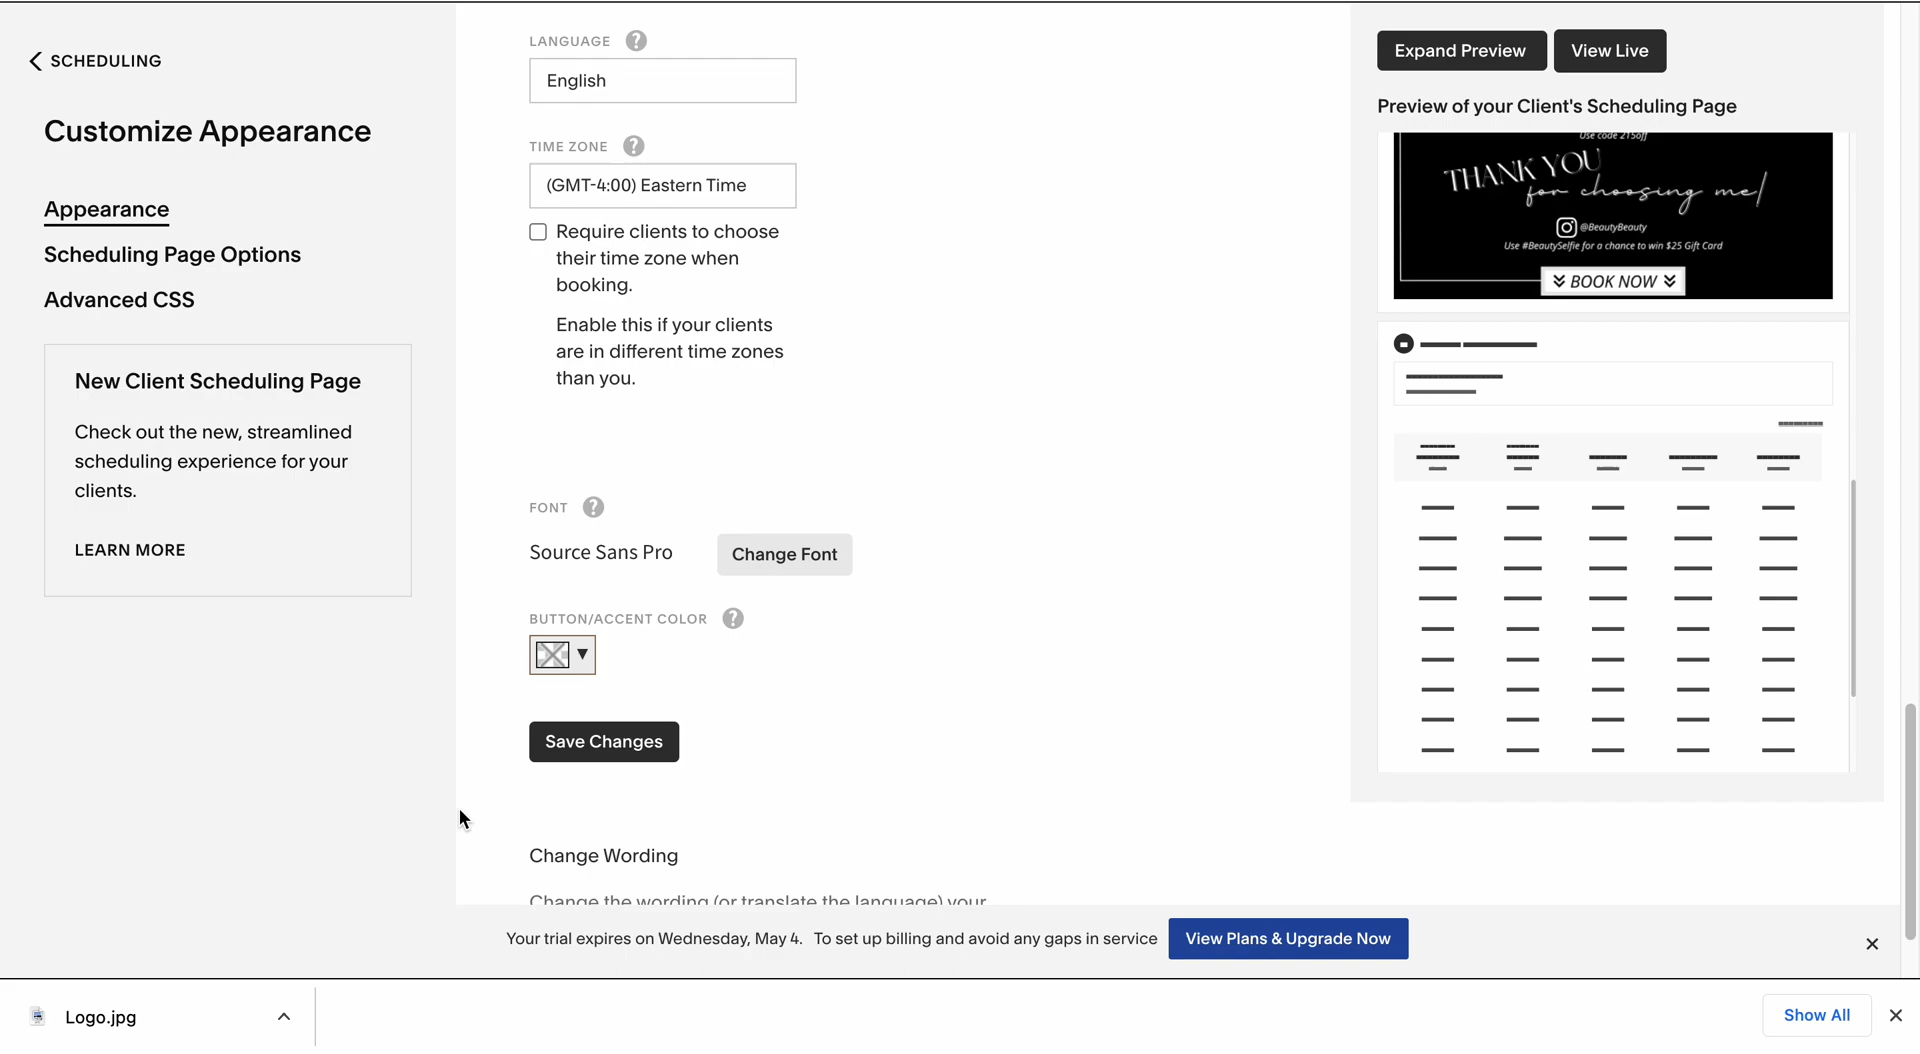 SCHEDULING
Customize Appearance
Appearance
Scheduling Page Options
Advanced CSS
New Client Scheduling Page
Check out the new, streamlined
scheduling experience for your
clients.
LEARN MORE
LANGUAGE ?
English
TIME ZONE ?
(GMT-4:00) Eastern Time
Require clients to choose
their time zone when
booking.
Enable this if your clients
are in different time zones
than you.
FONT ?
Source Sans Pro
Change Font
BUTTON/ACCENT COLOR ?
Save Changes
Change Wording
Change the wording (or translate the language) your
Expand Preview
View Live
Preview of your Client's Scheduling Page
Use code 215off
THANK YOU
for choosing me!
@BeautyBeauty
Use #BeautySelfie for a chance to win $25 Gift Card
BOOK NOW
Your trial expires on Wednesday, May 4. To set up billing and avoid any gaps in service
View Plans & Upgrade Now
Logo.jpg
Show All